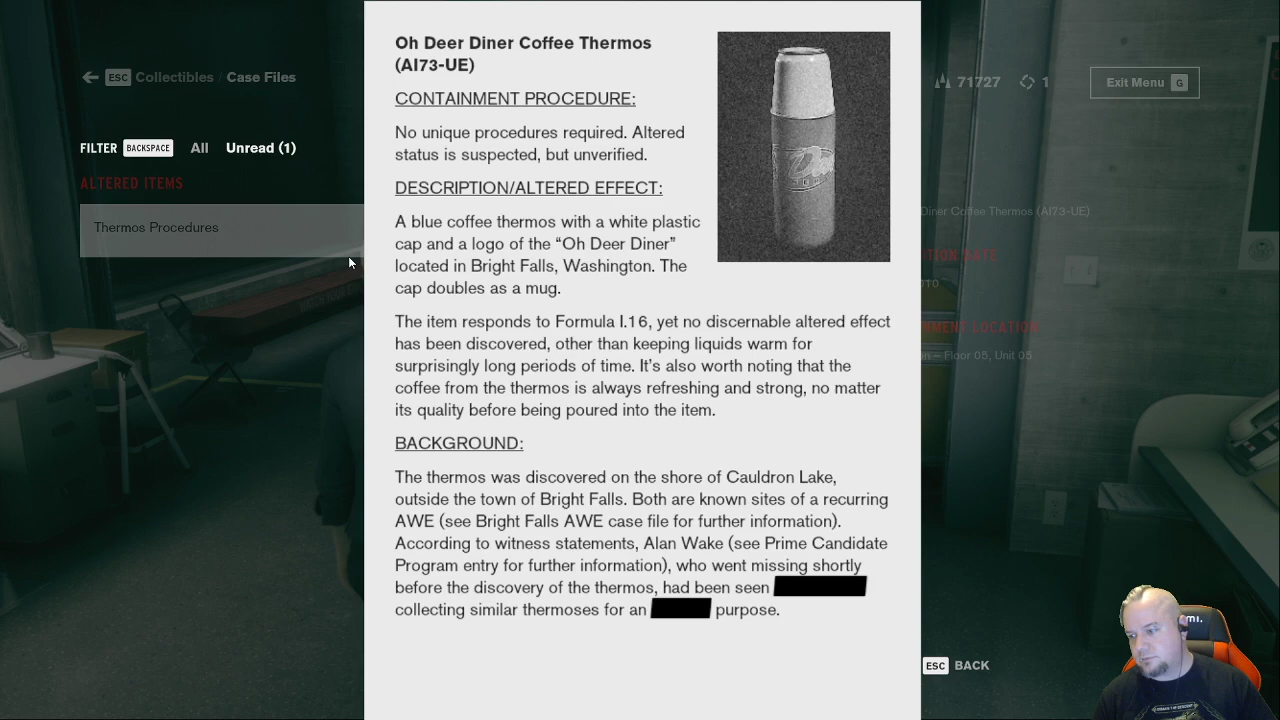 Oh Deer Diner Coffee Thermos
(AI73-UE)
CONTAINMENT PROCEDURE:
No unique procedures required. Altered
status is suspected, but unverified.
DESCRIPTION/ALTERED EFFECT:
A blue coffee thermos with a white plastic
cap and a logo of the “Oh Deer Diner”
located in Bright Falls, Washington. The
cap doubles as a mug.
The item responds to Formula I.16, yet no discernable altered effect
has been discovered, other than keeping liquids warm for
surprisingly long periods of time. It’s also worth noting that the
coffee from the thermos is always refreshing and strong, no matter
its quality before being poured into the item.
BACKGROUND:
The thermos was discovered on the shore of Cauldron Lake,
outside the town of Bright Falls. Both are known sites of a recurring
AWE (see Bright Falls AWE case file for further information).
According to witness statements, Alan Wake (see Prime Candidate
Program entry for further information), who went missing shortly
before the discovery of the thermos, had been seen
collecting similar thermoses for an purpose.
ESC Collectibles / Case Files
FILTER BACKSPACE All Unread (1)
ALTERED ITEMS
Thermos Procedures
71727 1 Exit Menu G
Diner Coffee Thermos (AI73-UE)
– Floor 05, Unit 05
ESC BACK